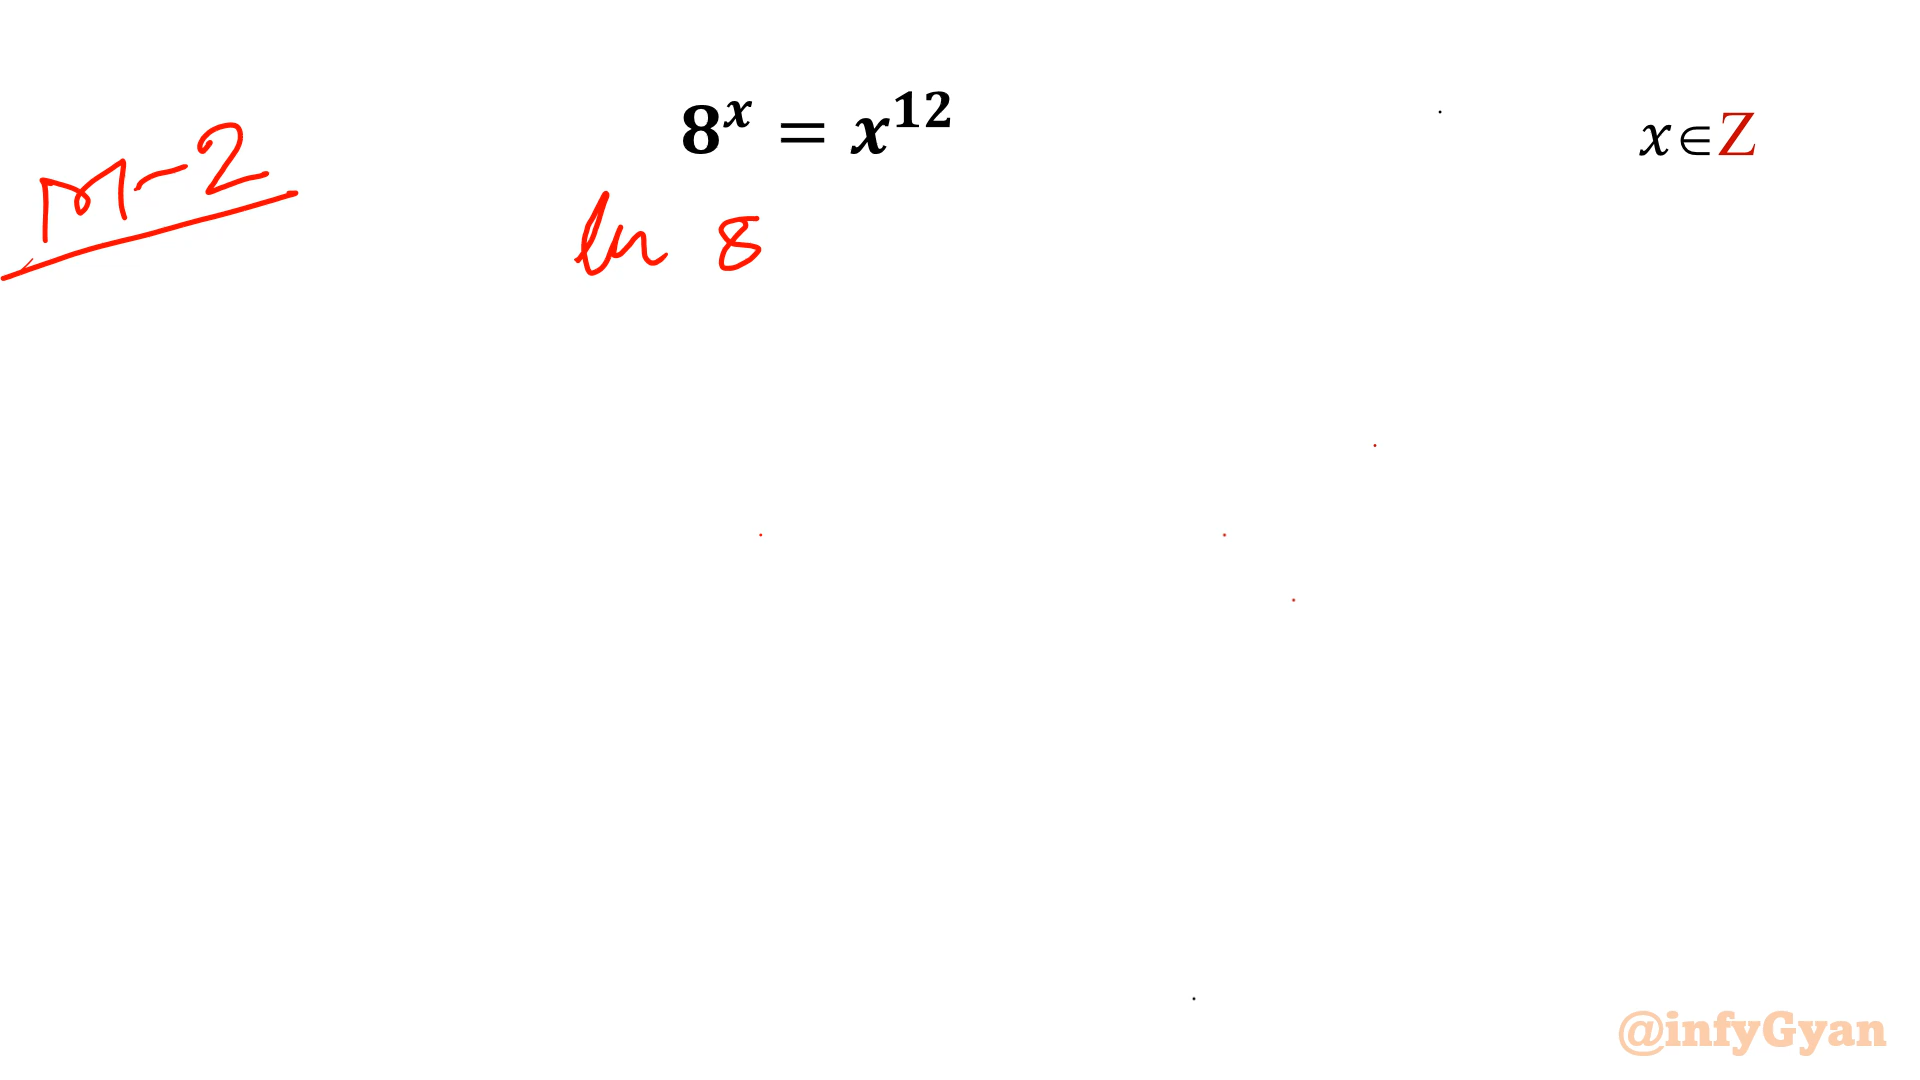 8^x = x^12
x∈Z
M-2
ln 8
@infyGyan